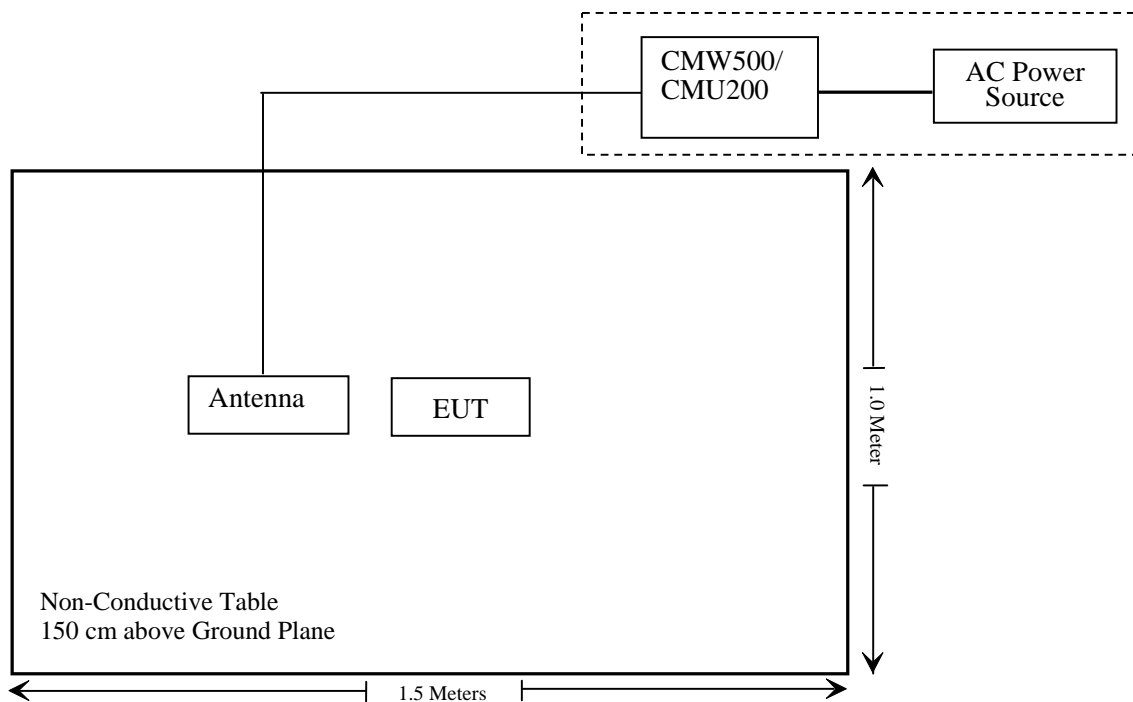 CMW500/
CMU200
AC Power
Source
Antenna
EUT
1.0 Meter
Non-Conductive Table
150 cm above Ground Plane
1.5 Meters